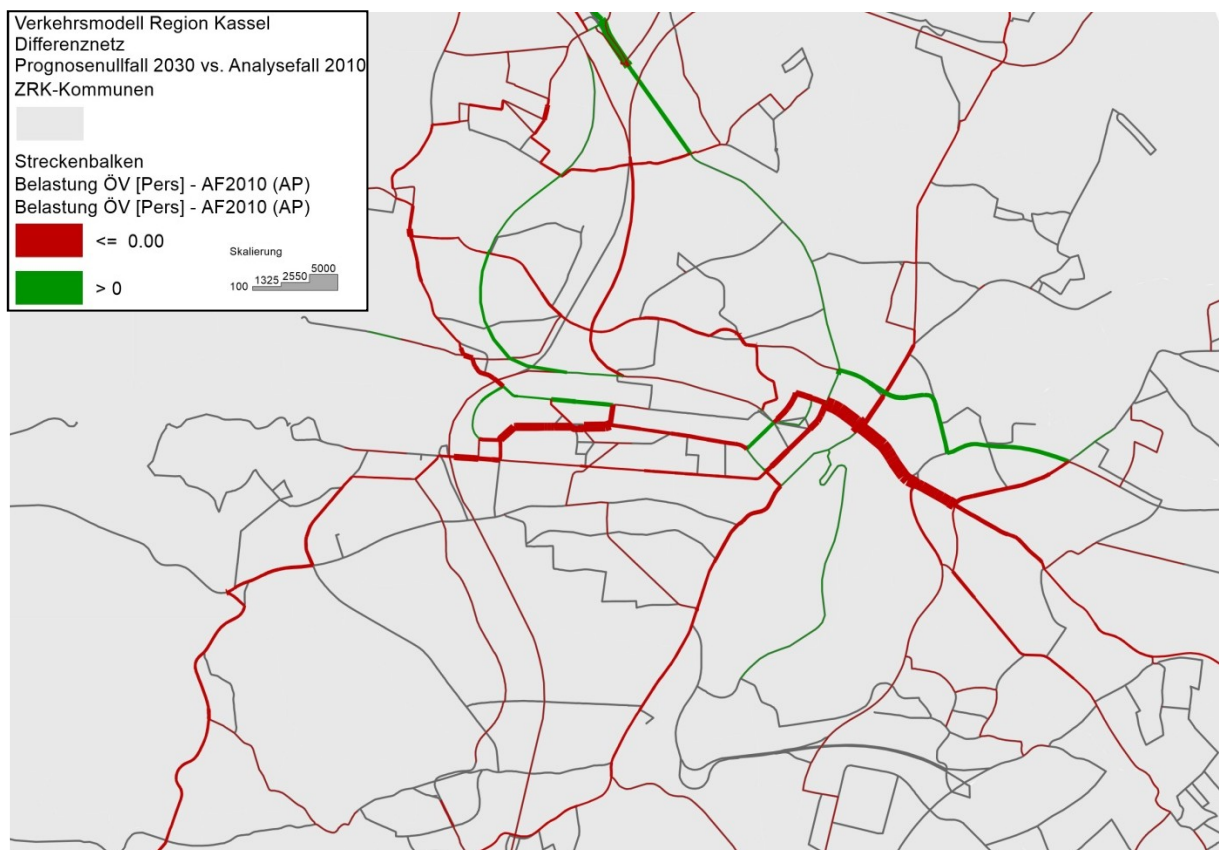 Verkehrsmodell Region Kassel
Differenznetz
Prognosenullfall 2030 vs. Analysefall 2010
ZRK-Kommunen
Streckenbalken
Belastung ÖV [Pers] - AF2010 (AP)
Belastung ÖV [Pers] - AF2010 (AP)
<= 0.00
> 0
Skalierung
100 1325 2550 5000